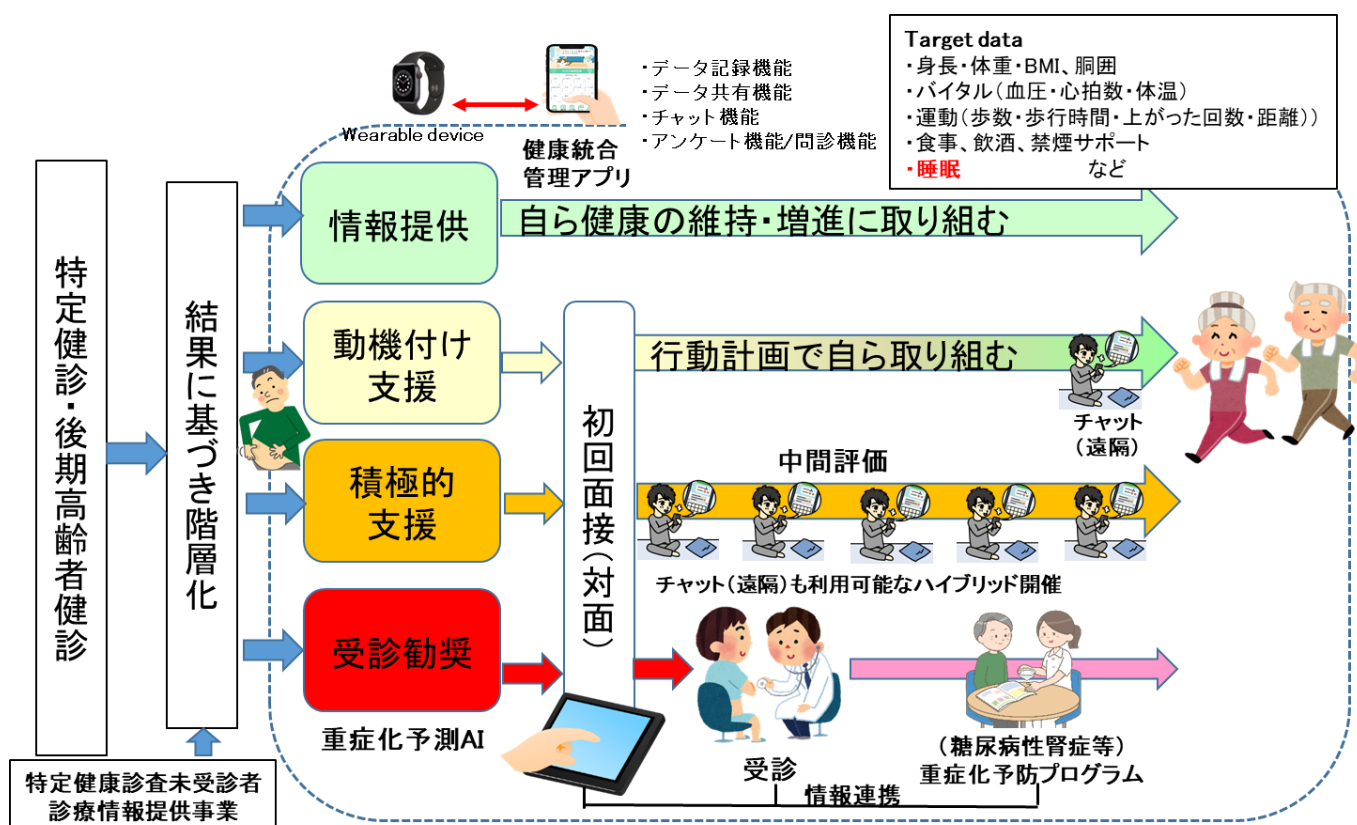 Target data
・身長・体重・BMI、胴囲
・バイタル（血圧・心拍数・体温）
・運動（歩数・歩行時間・上がった回数・距離））
・食事、飲酒、禁煙サポート
・睡眠　など
Wearable device
健康統合
管理アプリ
・データ記録機能
・データ共有機能
・チャット機能
・アンケート機能/問診機能
特定健診・後期高齢者健診
結果に基づき階層化
特定健康診査未受診者
診療情報提供事業
情報提供
自ら健康の維持・増進に取り組む
動機付け
支援
初回面接（対面）
行動計画で自ら取り組む
チャット
（遠隔）
積極的
支援
中間評価
チャット（遠隔）も利用可能なハイブリッド開催
受診勧奨
重症化予測AI
受診
（糖尿病性腎症等）
重症化予防プログラム
情報連携